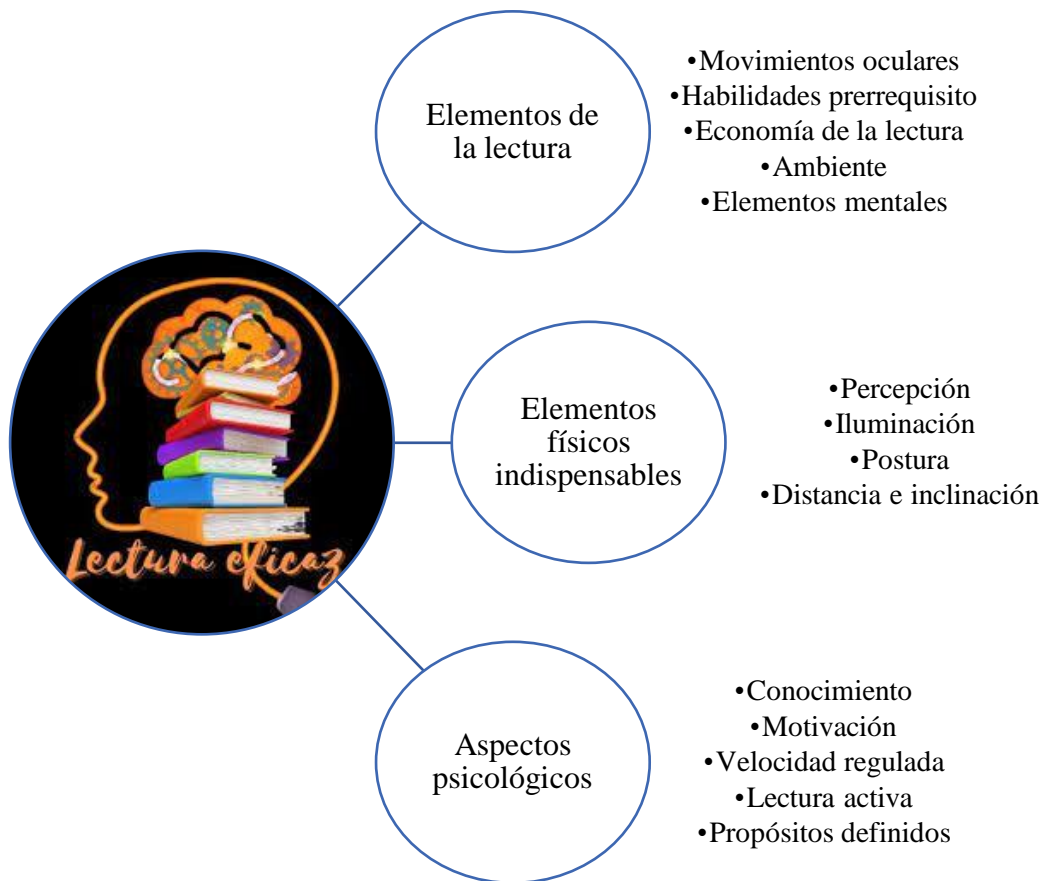 Elementos de
la lectura
•Movimientos oculares
•Habilidades prerrequisito
•Economía de la lectura
•Ambiente
•Elementos mentales
Lectura eficaz
Elementos
físicos
indispensables
•Percepción
•Iluminación
•Postura
•Distancia e inclinación
Aspectos
psicológicos
•Conocimiento
•Motivación
•Velocidad regulada
•Lectura activa
•Propósitos definidos